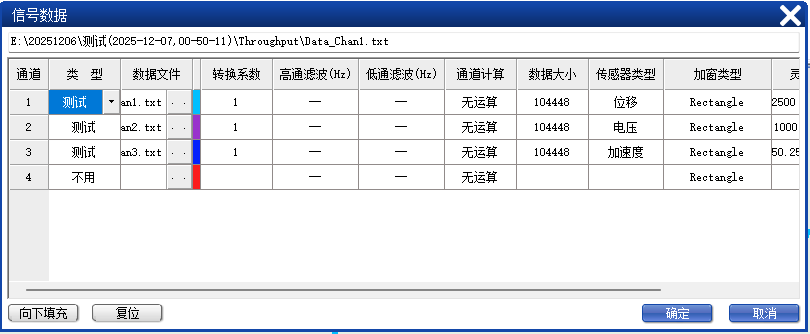 信号数据
E:\20251206\测试(2025-12-07,00-50-11)\Throughput\Data_Chan1.txt
通道 类 型 数据文件 转换系数 高通滤波(Hz) 低通滤波(Hz) 通道计算 数据大小 传感器类型 加窗类型 灵
1 测试 an1.txt .. 1 — — 无运算 104448 位移 Rectangle 2500
2 测试 an2.txt .. 1 — — 无运算 104448 电压 Rectangle 1000
3 测试 an3.txt .. 1 — — 无运算 104448 加速度 Rectangle 50.25
4 不用 .. — — 无运算 Rectangle
向下填充 复位 确定 取消